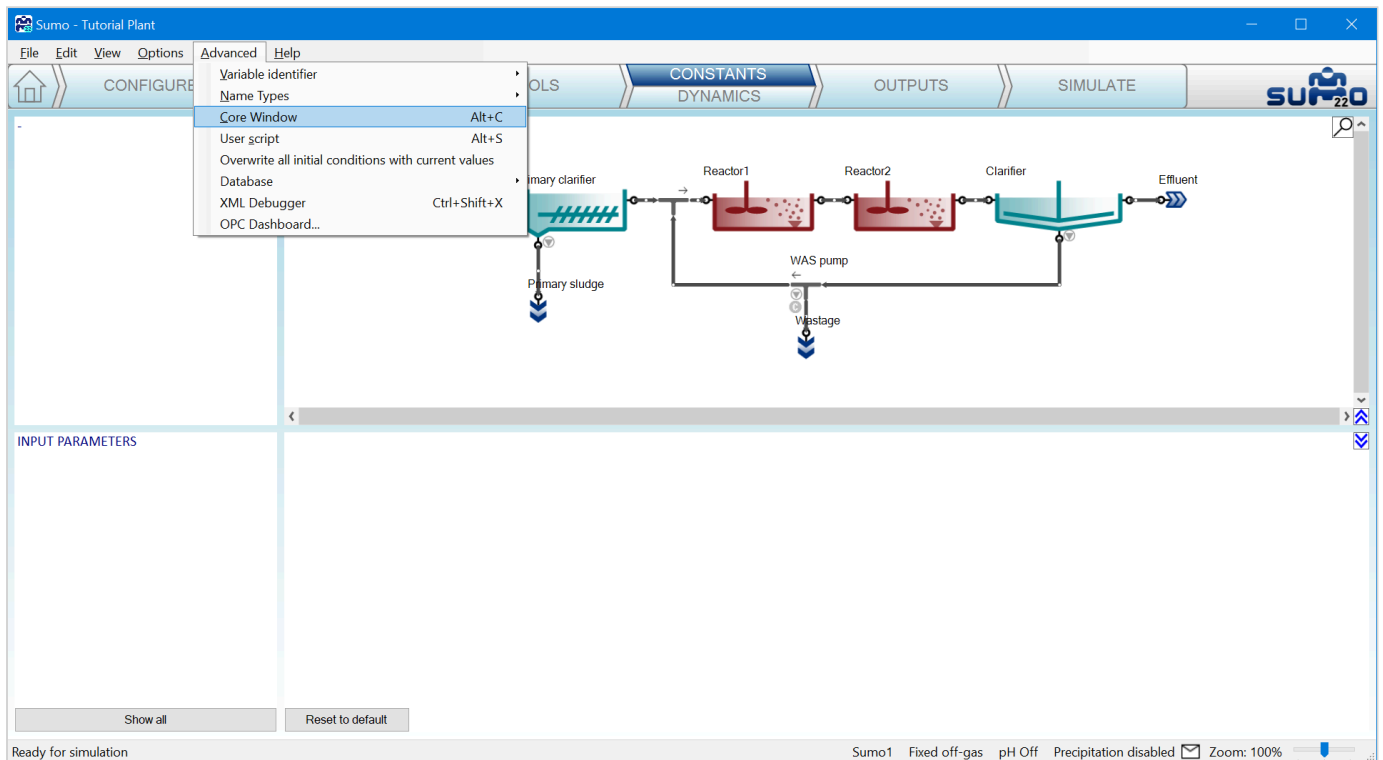 Sumo - Tutorial Plant
File Edit View Options Advanced Help
CONFIGURE
OLS
CONSTANTS
DYNAMICS
OUTPUTS
SIMULATE
SUMO 22
Variable identifier
Name Types
Core Window Alt+C
User script Alt+S
Overwrite all initial conditions with current values
Database
XML Debugger Ctrl+Shift+X
OPC Dashboard...
-
imary clarifier
Reactor1
Reactor2
Clarifier
Effluent
WAS pump
Primary sludge
C
Wastage
INPUT PARAMETERS
Show all
Reset to default
Ready for simulation
Sumo1 Fixed off-gas pH Off Precipitation disabled Zoom: 100%